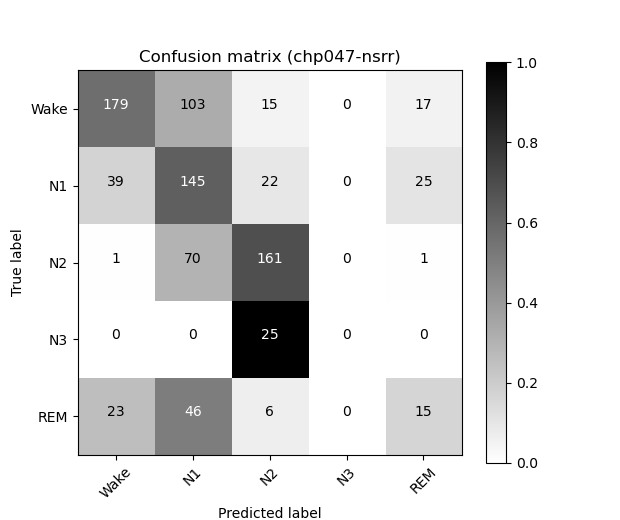 Confusion matrix (chp047-nsrr)
1.0
Wake 179 103 15 0 17
0.8
N1 39 145 22 0 25
0.6
True label
N2 1 70 161 0 1
0.4
N3 0 0 25 0 0
0.2
REM 23 46 6 0 15
0.0
Wake N1 N2 N3 REM
Predicted label